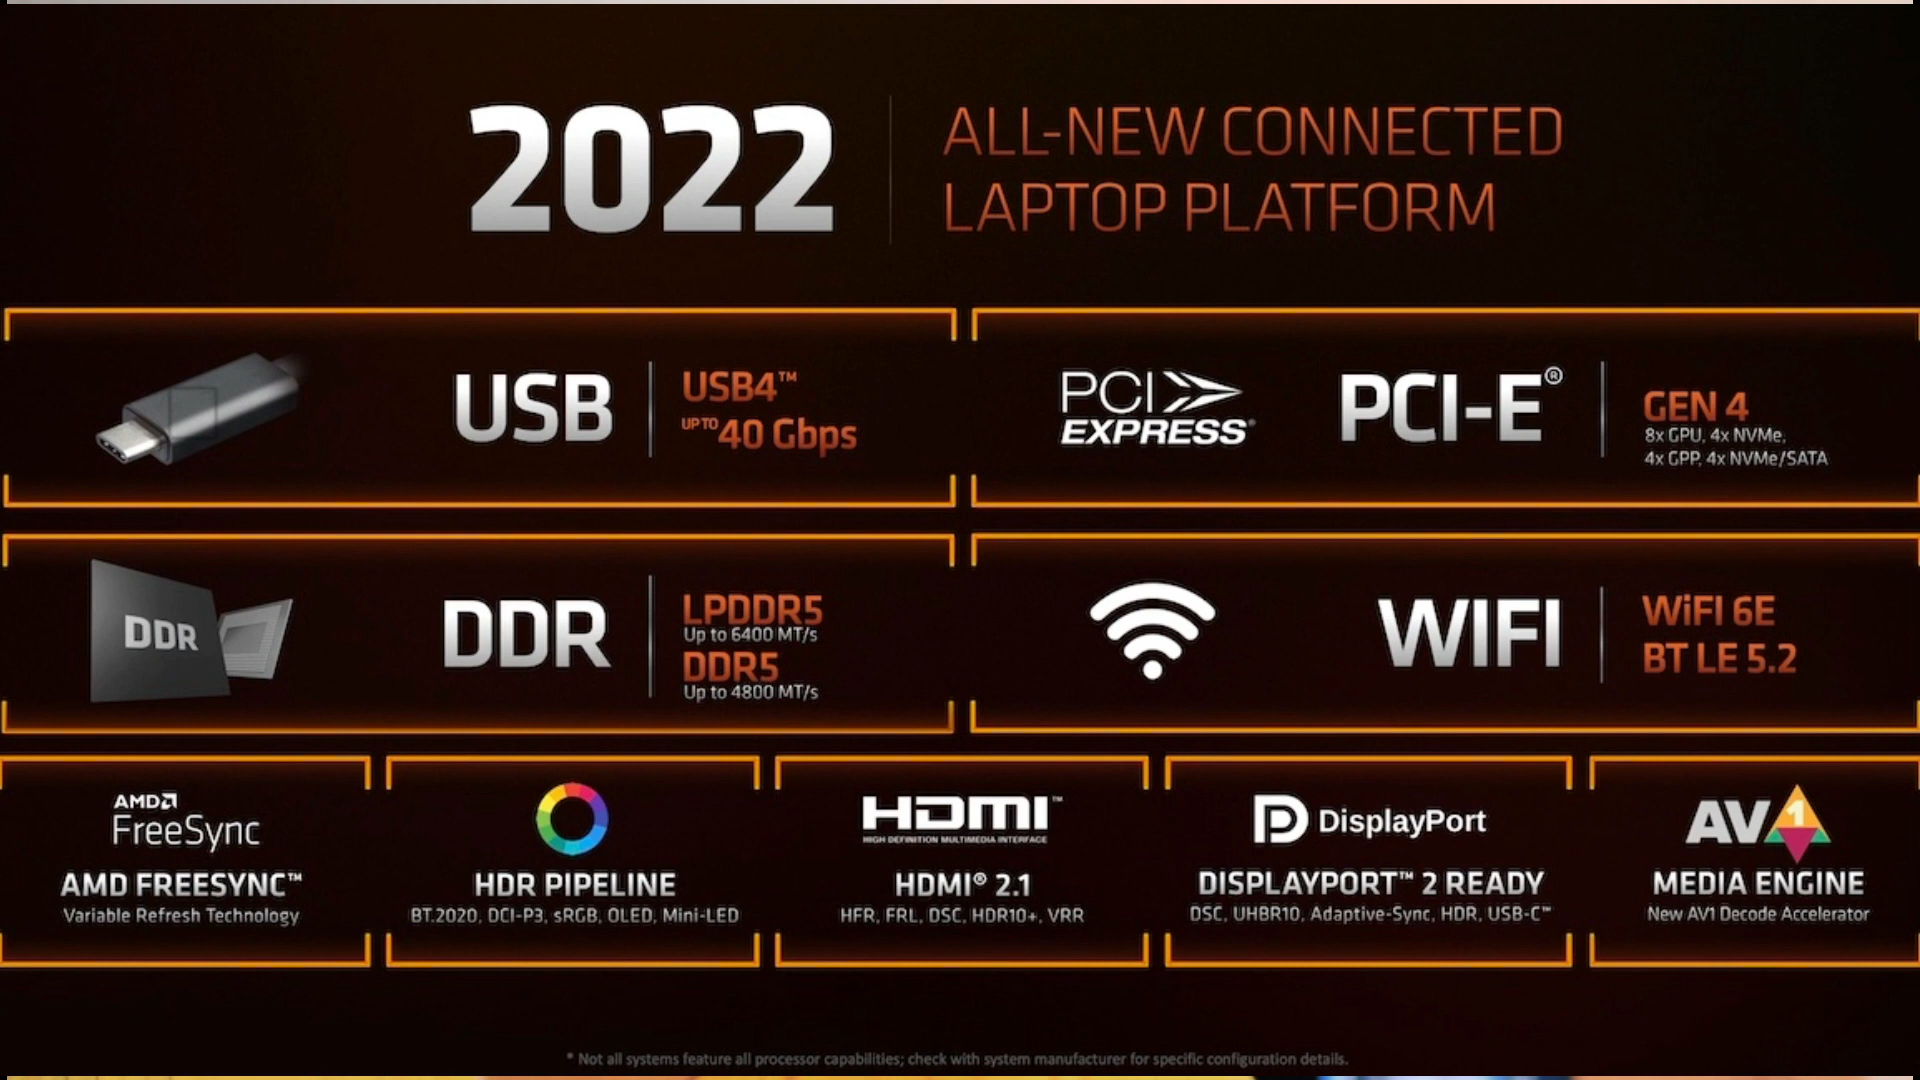 2022
ALL-NEW CONNECTED
LAPTOP PLATFORM
USB
USB4™
UP TO 40 Gbps
PCI
EXPRESS®
PCI-E®
GEN 4
8x GPU, 4x NVMe,
4x GPP, 4x NVMe/SATA
DDR
DDR
LPDDR5
Up to 6400 MT/s
DDR5
Up to 4800 MT/s
WIFI
WiFI 6E
BT LE 5.2
AMD
FreeSync
AMD FREESYNC™
Variable Refresh Technology
HDR PIPELINE
BT.2020, DCI-P3, sRGB, OLED, Mini-LED
HDMI™
HIGH DEFINITION MULTIMEDIA INTERFACE
HDMI® 2.1
HFR, FRL, DSC, HDR10+, VRR
DisplayPort
DISPLAYPORT™ 2 READY
DSC, UHBR10, Adaptive-Sync, HDR, USB-C™
AV1
MEDIA ENGINE
New AV1 Decode Accelerator
* Not all systems feature all processor capabilities; check with system manufacturer for specific configuration details.